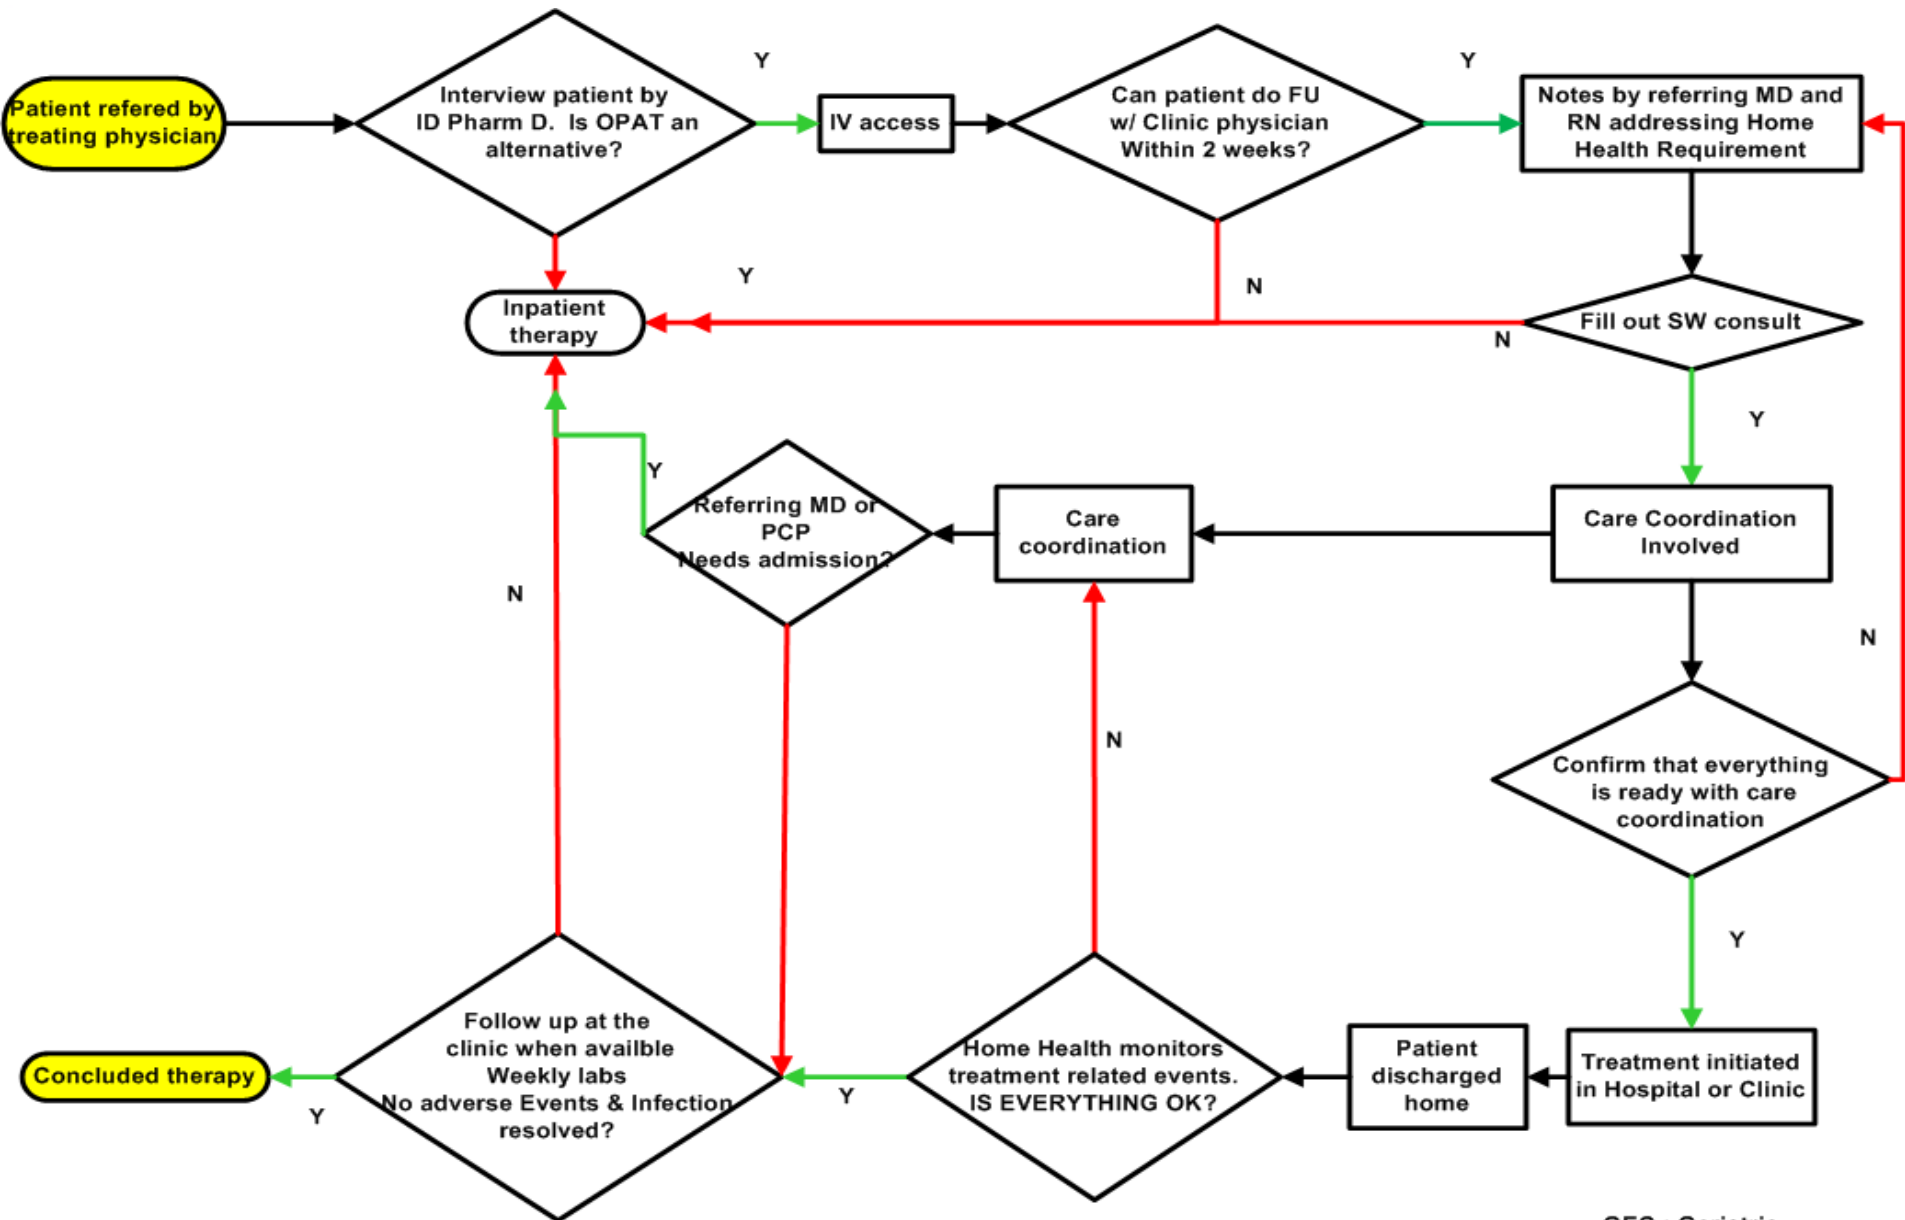 Patient refered by
treating physician
Interview patient by
ID Pharm D. Is OPAT an
alternative?
Y
IV access
Can patient do FU
w/ Clinic physician
Within 2 weeks?
Y
Notes by referring MD and
RN addressing Home
Health Requirement
Inpatient
therapy
Y
N
N
Fill out SW consult
Y
Y
Referring MD or
PCP
Needs admission?
Care
coordination
Care Coordination
Involved
N
N
N
Confirm that everything
is ready with care
coordination
Y
Concluded therapy
Y
Follow up at the
clinic when availble
Weekly labs
No adverse Events & Infection
resolved?
Y
Home Health monitors
treatment related events.
IS EVERYTHING OK?
Patient
discharged
home
Treatment initiated
in Hospital or Clinic